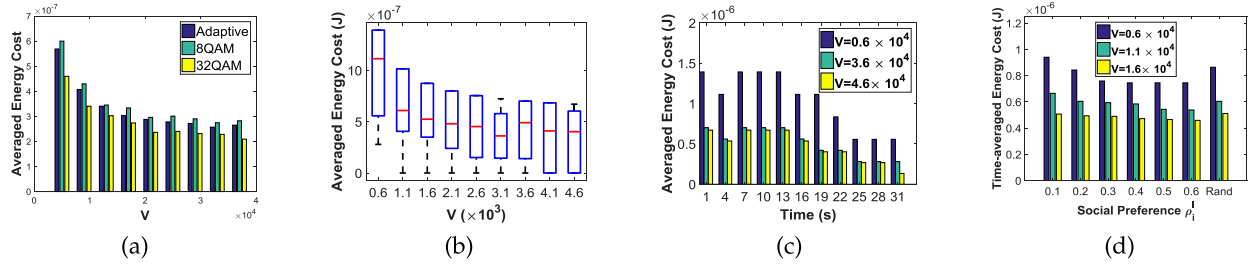 ×10⁻⁷
7
6
5
4
3
2
1
0
Averaged Energy Cost
Adaptive
8QAM
32QAM
0 1 2 3 4
×10⁴
V
(a)
×10⁻⁷
10
5
0
Averaged Energy Cost (J)
0.6 1.1 1.6 2.1 2.6 3.1 3.6 4.1 4.6
V (×10³)
(b)
×10⁻⁶
2
1.5
1
0.5
0
Averaged Energy Cost (J)
V=0.6 × 10⁴
V=3.6 × 10⁴
V=4.6 × 10⁴
1 4 7 10 13 16 19 22 25 28 31
Time (s)
(c)
×10⁻⁶
1.2
1
0.8
0.6
0.4
0.2
0
Time-averaged Energy Cost (J)
V=0.6 × 10⁴
V=1.1 × 10⁴
V=1.6 × 10⁴
0.1 0.2 0.3 0.4 0.5 0.6 Rand
Social Preference ρᵢᴵ
(d)